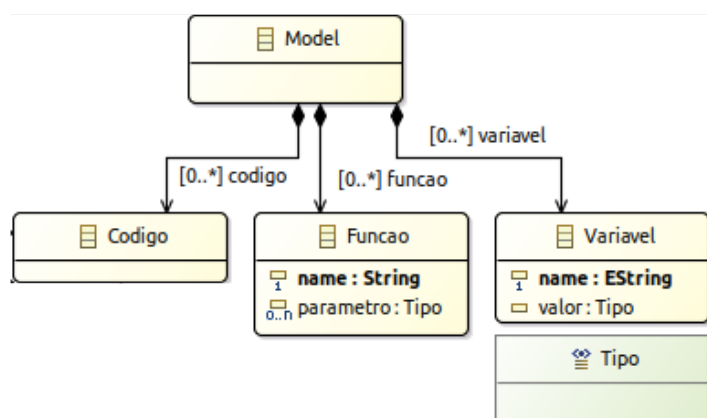 Model
[0..*] variavel
[0..*] codigo
[0..*] funcao
Codigo
Funcao
Variavel
1 name : String
0..n parametro : Tipo
1 name : EString
valor : Tipo
Tipo